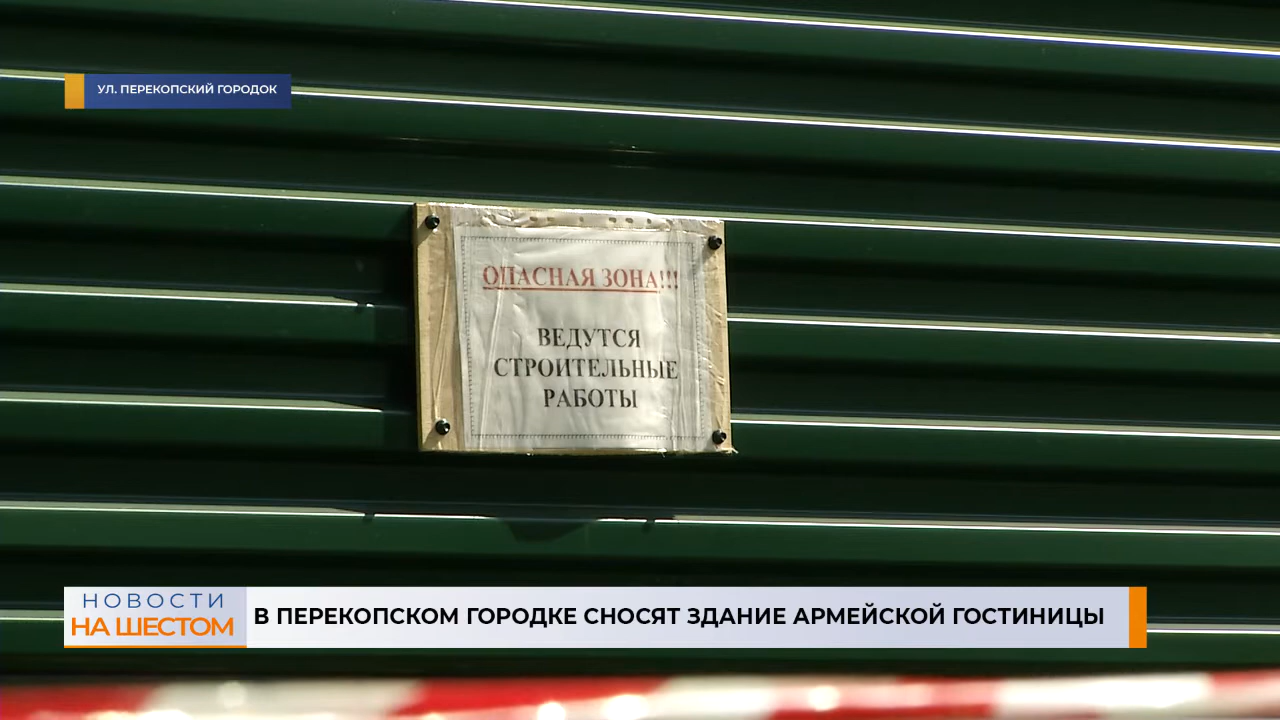 УЛ. ПЕРЕКОПСКИЙ ГОРОДОК
ОПАСНАЯ ЗОНА!!!
ВЕДУТСЯ
СТРОИТЕЛЬНЫЕ
РАБОТЫ
НОВОСТИ
НА ШЕСТОМ
В ПЕРЕКОПСКОМ ГОРОДКЕ СНОСЯТ ЗДАНИЕ АРМЕЙСКОЙ ГОСТИНИЦЫ